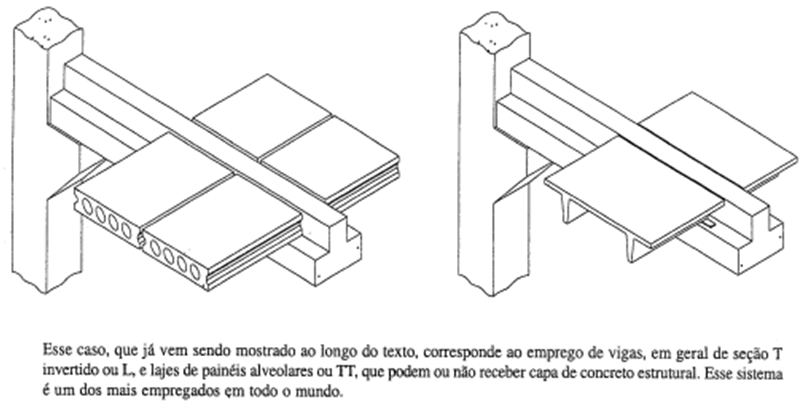 Esse caso, que já vem sendo mostrado ao longo do texto, corresponde ao emprego de vigas, em geral de seção T
invertido ou L, e lajes de painéis alveolares ou TT, que podem ou não receber capa de concreto estrutural. Esse sistema
é um dos mais empregados em todo o mundo.